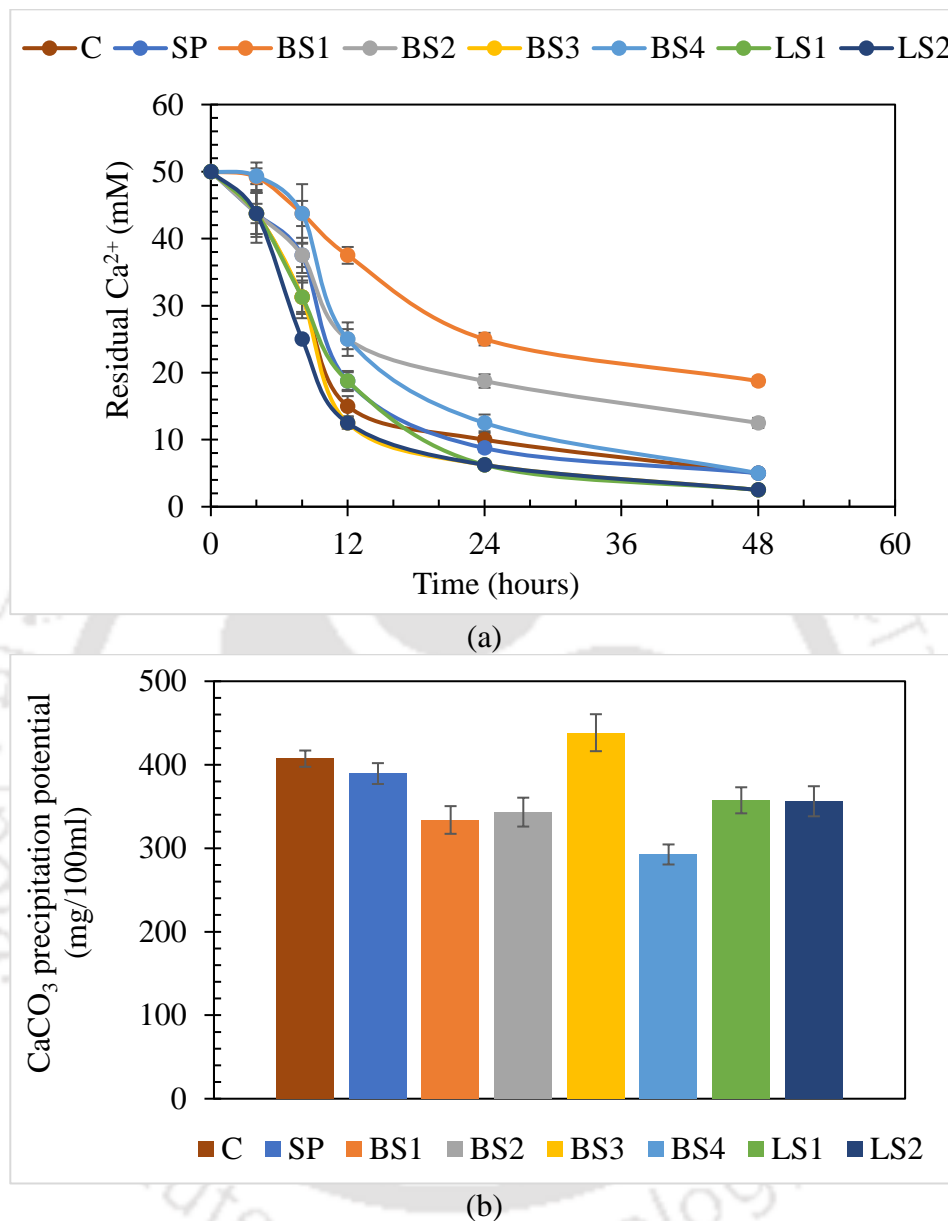 C SP BS1 BS2 BS3 BS4 LS1 LS2
60
50
40
30
20
10
0
Residual Ca²⁺ (mM)
0 12 24 36 48 60
Time (hours)
(a)
500
400
300
200
100
0
CaCO₃ precipitation potential
(mg/100ml)
C SP BS1 BS2 BS3 BS4 LS1 LS2
(b)